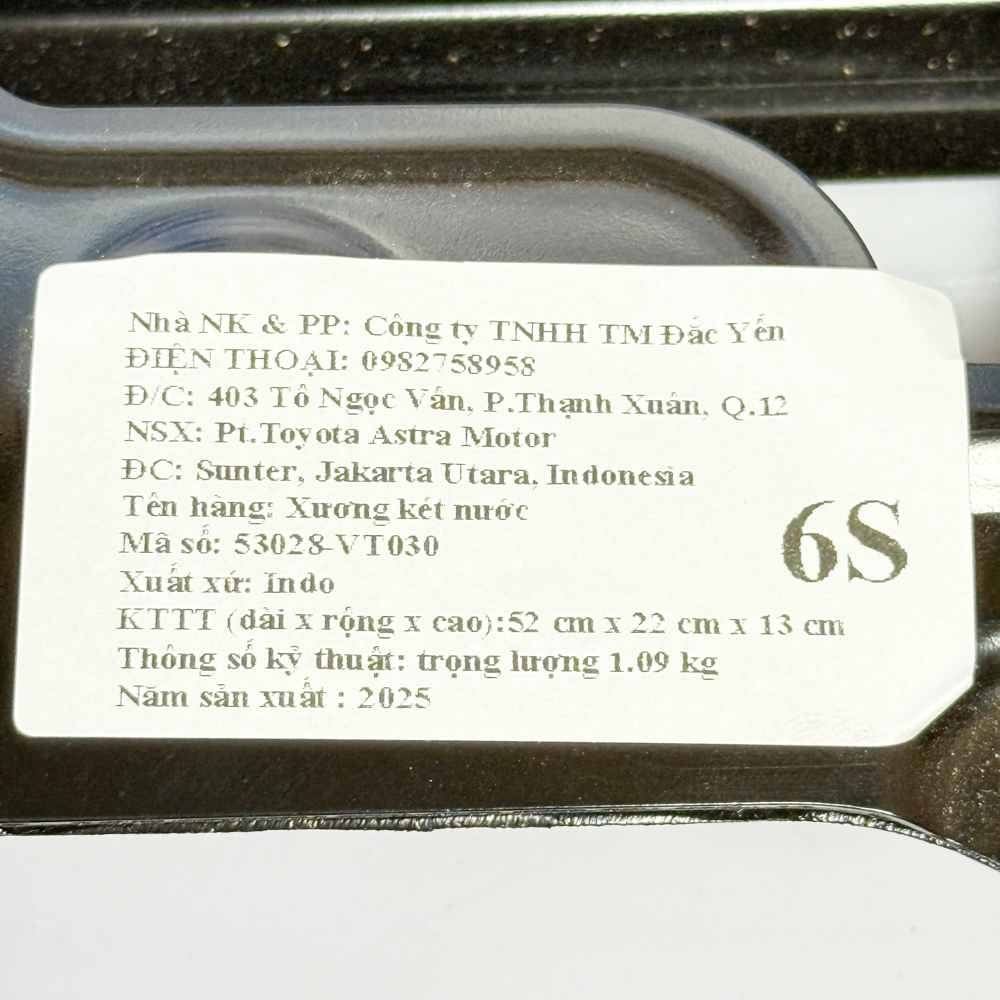 Nhà NK & PP: Công ty TNHH TM Đắc Yến
ĐIỆN THOẠI: 0982758958
Đ/C: 403 Tô Ngọc Vân, P.Thạnh Xuân, Q.12
NSX: Pt.Toyota Astra Motor
ĐC: Sunter, Jakarta Utara, Indonesia
Tên hàng: Xương két nước
Mã số: 53028-VT030
6S
Xuất xứ: Indo
KTTT (dài x rộng x cao):52 cm x 22 cm x 13 cm
Thông số kỹ thuật: trọng lượng 1.09 kg
Năm sản xuất : 2025